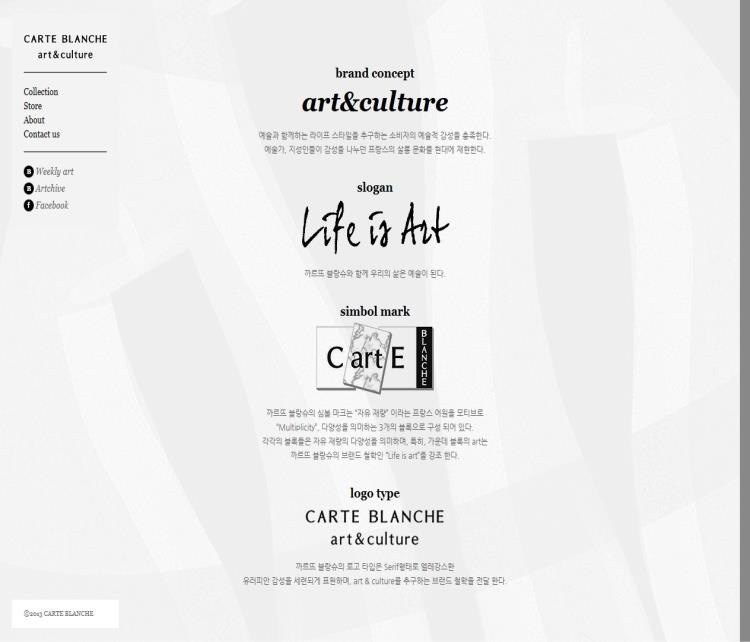 CARTE BLANCHE
art&culture
Collection
Store
About
Contact us
B Weekly art
B Artchive
f Facebook
brand concept
art&culture
예술과 함께하는 라이프 스타일을 추구하는 소비자의 예술적 감성을 충족한다.
예술가, 지성인들이 감성을 나누던 프랑스의 살롱 문화를 현대에 재현한다.
slogan
Life is Art
까르뜨 블랑슈와 함께 우리의 삶은 예술이 된다.
simbol mark
C art E BLANCHE
까르뜨 블랑슈의 심볼 마크는 "자유 재량" 이라는 프랑스 어원을 모티브로
"Multiplicity", 다양성을 의미하는 3개의 블록으로 구성 되어 있다.
각각의 블록들은 자유 재량의 다양성을 의미하며, 특히, 가운데 블록의 art는
까르뜨 블랑슈의 브랜드 철학인 "Life is art"를 강조 한다.
logo type
CARTE BLANCHE
art&culture
까르뜨 블랑슈의 로고 타입은 Serif형태로 엘레강스한
유러피안 감성을 세련되게 표현하며, art & culture를 추구하는 브랜드 철학을 전달 한다.
©2013 CARTE BLANCHE